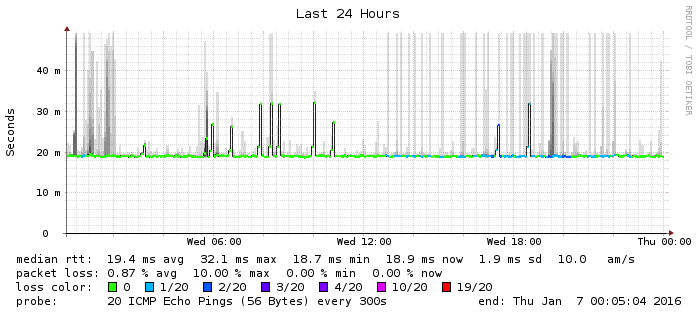 Last 24 Hours
RRDTOOL / TOBI OETIKER
Seconds
40 m
30 m
20 m
10 m
0
Wed 06:00 Wed 12:00 Wed 18:00 Thu 00:00
median rtt: 19.4 ms avg 32.1 ms max 18.7 ms min 18.9 ms now 1.9 ms sd 10.0 am/s
packet loss: 0.87 % avg 10.00 % max 0.00 % min 0.00 % now
loss color: 0 1/20 2/20 3/20 4/20 10/20 19/20
probe: 20 ICMP Echo Pings (56 Bytes) every 300s end: Thu Jan 7 00:05:04 2016